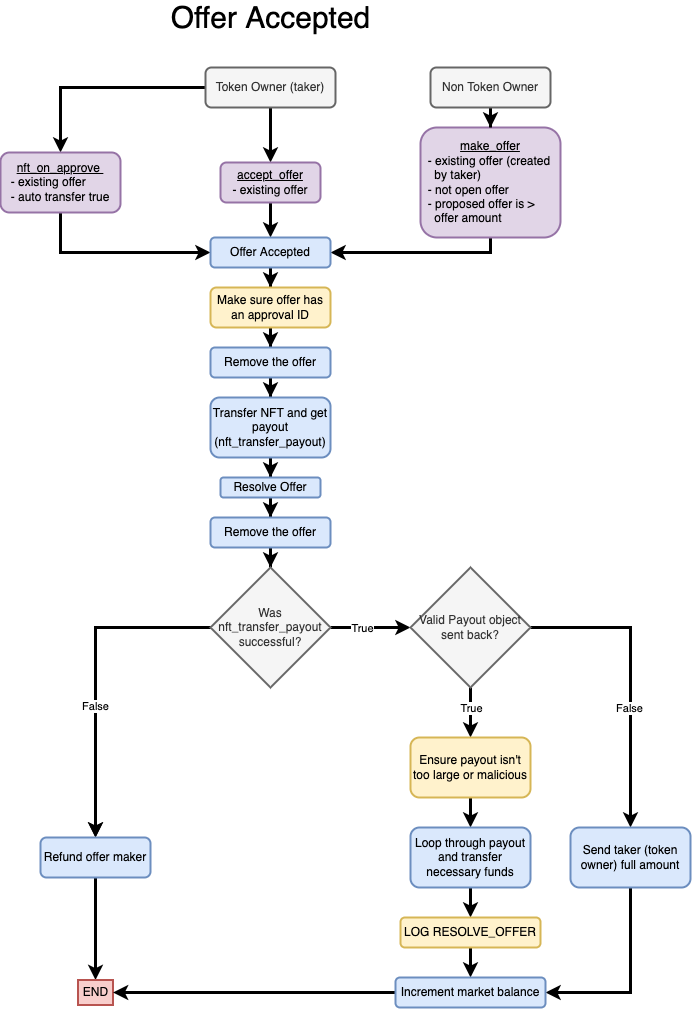 Offer Accepted
Token Owner (taker)
Non Token Owner
nft_on_approve
- existing offer
- auto transfer true
accept_offer
- existing offer
make_offer
- existing offer (created
by taker)
- not open offer
- proposed offer is >
offer amount
Offer Accepted
Make sure offer has
an approval ID
Remove the offer
Transfer NFT and get
payout
(nft_transfer_payout)
Resolve Offer
Remove the offer
Was
nft_transfer_payout
successful?
True
Valid Payout object
sent back?
False
True
False
Ensure payout isn't
too large or malicious
Refund offer maker
Loop through payout
and transfer
necessary funds
Send taker (token
owner) full amount
LOG RESOLVE_OFFER
END
Increment market balance